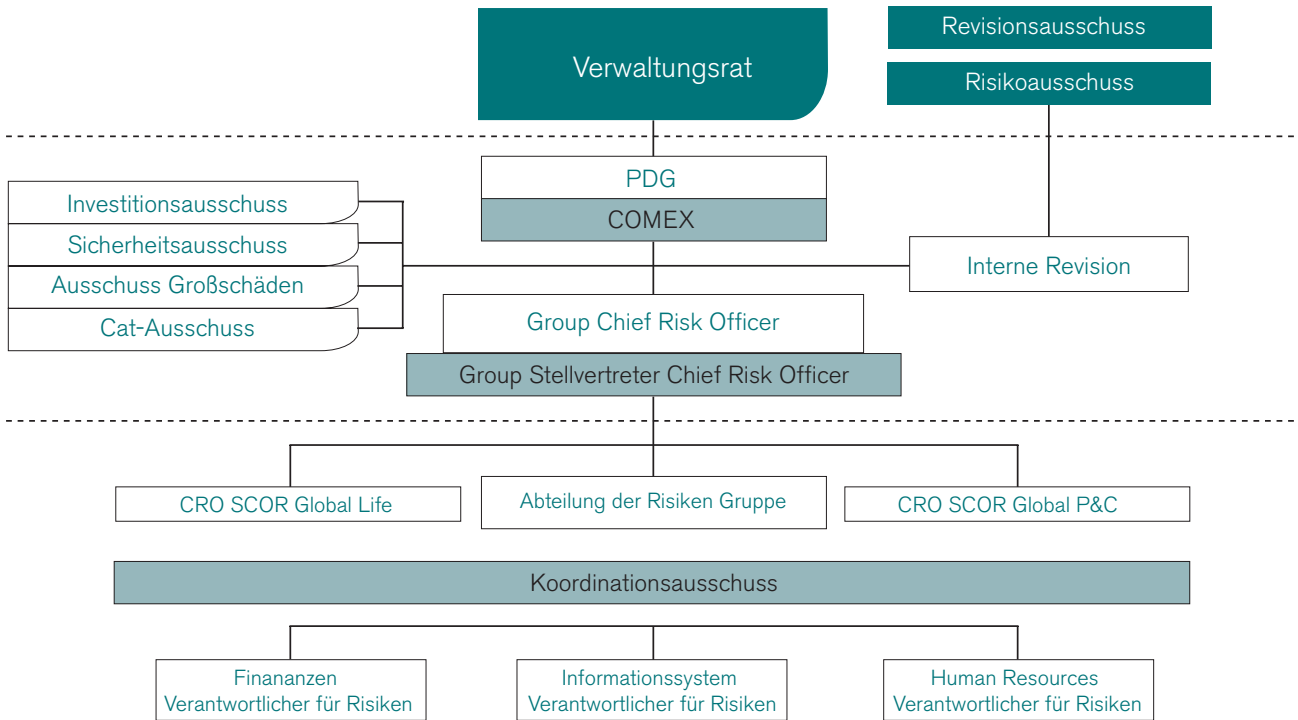 Verwaltungsrat
Revisionsausschuss
Risikoausschuss
PDG
COMEX
Investitionsausschuss
Sicherheitsausschuss
Ausschuss Großschäden
Cat-Ausschuss
Interne Revision
Group Chief Risk Officer
Group Stellvertreter Chief Risk Officer
CRO SCOR Global Life
Abteilung der Risiken Gruppe
CRO SCOR Global P&C
Koordinationsausschuss
Finananzen
Verantwortlicher für Risiken
Informationssystem
Verantwortlicher für Risiken
Human Resources
Verantwortlicher für Risiken